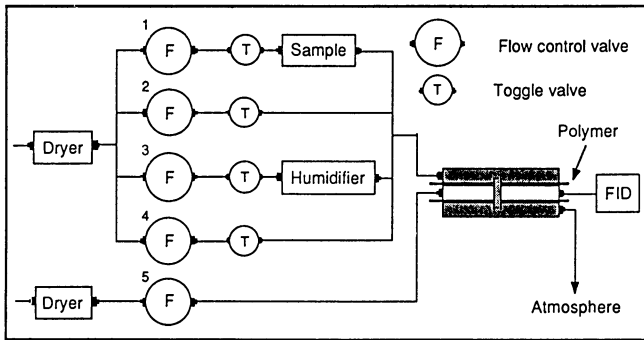 1
F
T
Sample
F
Flow control valve
2
F
T
T
Toggle valve
Dryer
3
F
T
Humidifier
Polymer
FID
4
F
T
5
Dryer
F
Atmosphere